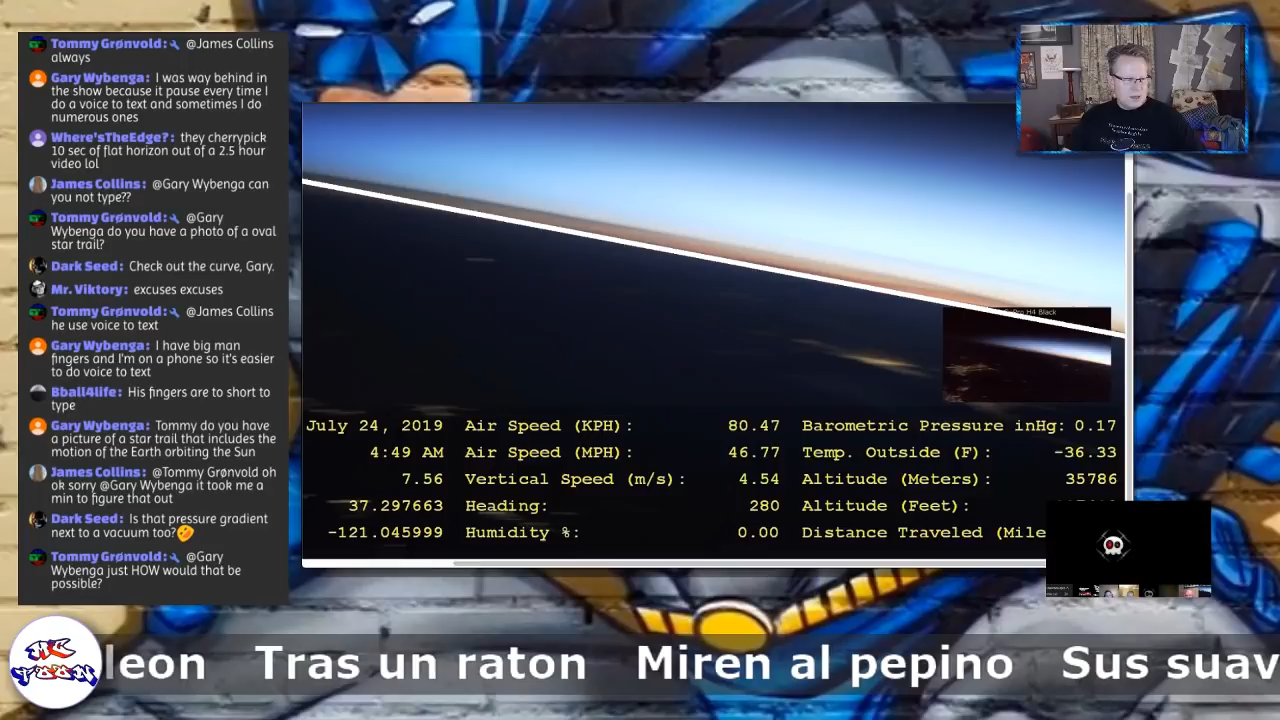 Tommy Grønvold: @James Collins
always
Gary Wybenga: I was way behind in
the show because it pause every time I
do a voice to text and sometimes I do
numerous ones
Where'sTheEdge?: they cherrypick
10 sec of flat horizon out of a 2.5 hour
video lol
James Collins: @Gary Wybenga can
you not type??
Tommy Grønvold: @Gary
Wybenga do you have a photo of a oval
star trail?
Dark Seed: Check out the curve, Gary.
Mr. Viktory: excuses excuses
Tommy Grønvold: @James Collins
he use voice to text
Gary Wybenga: I have big man
fingers and I'm on a phone so it's easier
to do voice to text
Bball4life: His fingers are to short to
type
Gary Wybenga: Tommy do you have
a picture of a star trail that includes the
motion of the Earth orbiting the Sun
James Collins: @Tommy Grønvold oh
ok sorry @Gary Wybenga it took me a
min to figure that out
Dark Seed: Is that pressure gradient
next to a vacuum too?
Tommy Grønvold: @Gary
Wybenga just HOW would that be
possible?
H4 Black
July 24, 2019 Air Speed (KPH): 80.47 Barometric Pressure inHg: 0.17
4:49 AM Air Speed (MPH): 46.77 Temp. Outside (F): -36.33
7.56 Vertical Speed (m/s): 4.54 Altitude (Meters): 35786
37.297663 Heading: 280 Altitude (Feet):
-121.045999 Humidity %: 0.00 Distance Traveled (Mile
MC TOON
leon Tras un raton Miren al pepino Sus suav